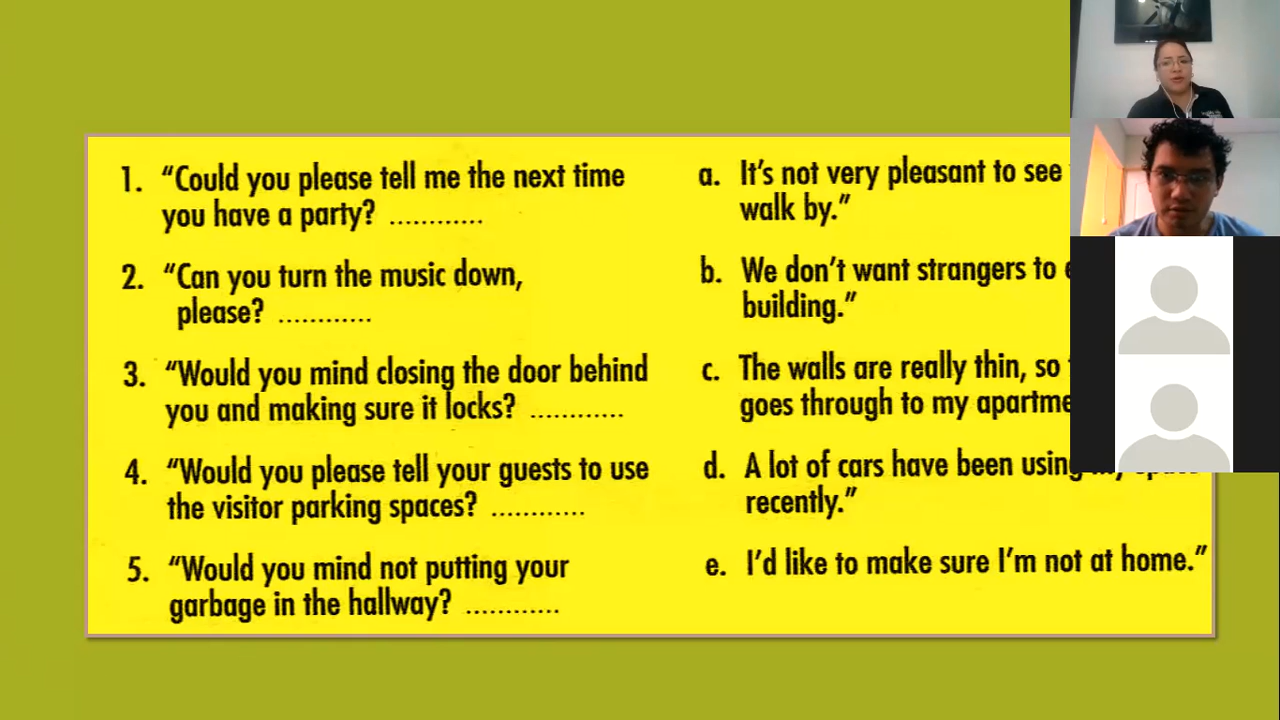 1. “Could you please tell me the next time
you have a party? ............
2. “Can you turn the music down,
please? ............
3. “Would you mind closing the door behind
you and making sure it locks? ............
4. “Would you please tell your guests to use
the visitor parking spaces? ............
5. “Would you mind not putting your
garbage in the hallway? ............
a. It’s not very pleasant to see
walk by.”
b. We don’t want strangers to
building.”
c. The walls are really thin, so
goes through to my
d. A lot of cars have been using
recently.”
e. I’d like to make sure I’m not at home.”